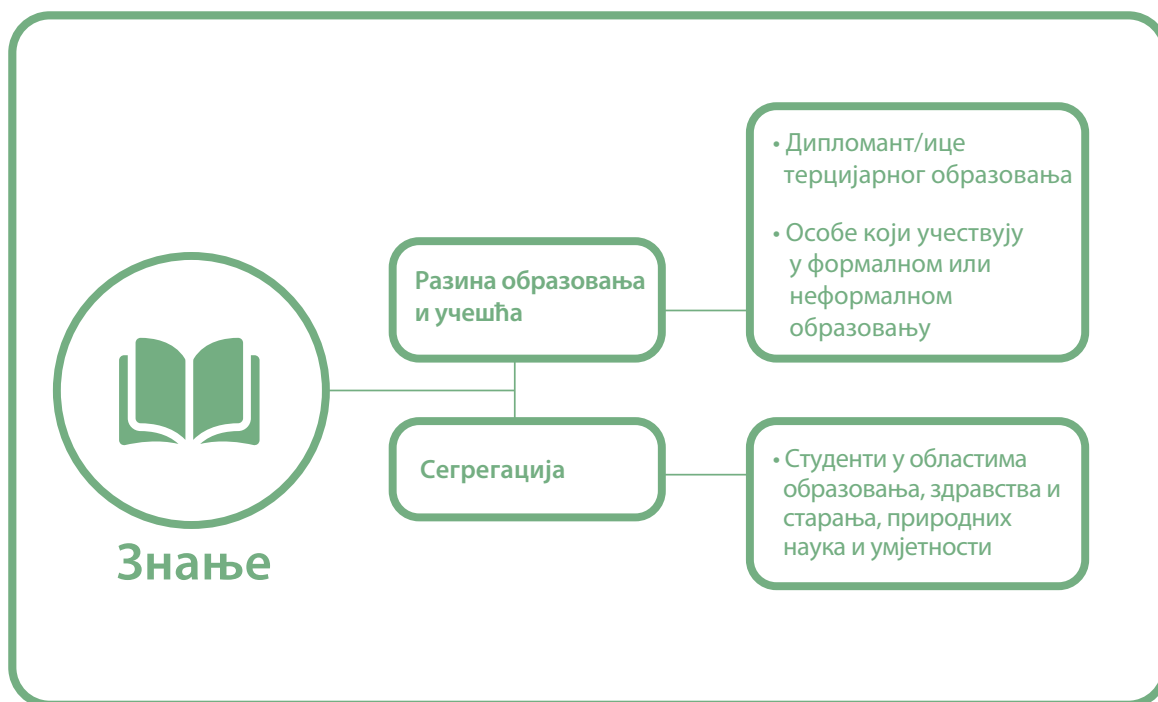 Знање
Разина образовања
и учешћа
• Дипломант/ице
терцијарног образовања
• Особе који учествују
у формалном или
неформалном
образовању
Сегрегација
• Студенти у областима
образовања, здравства и
старања, природних
наука и умјетности